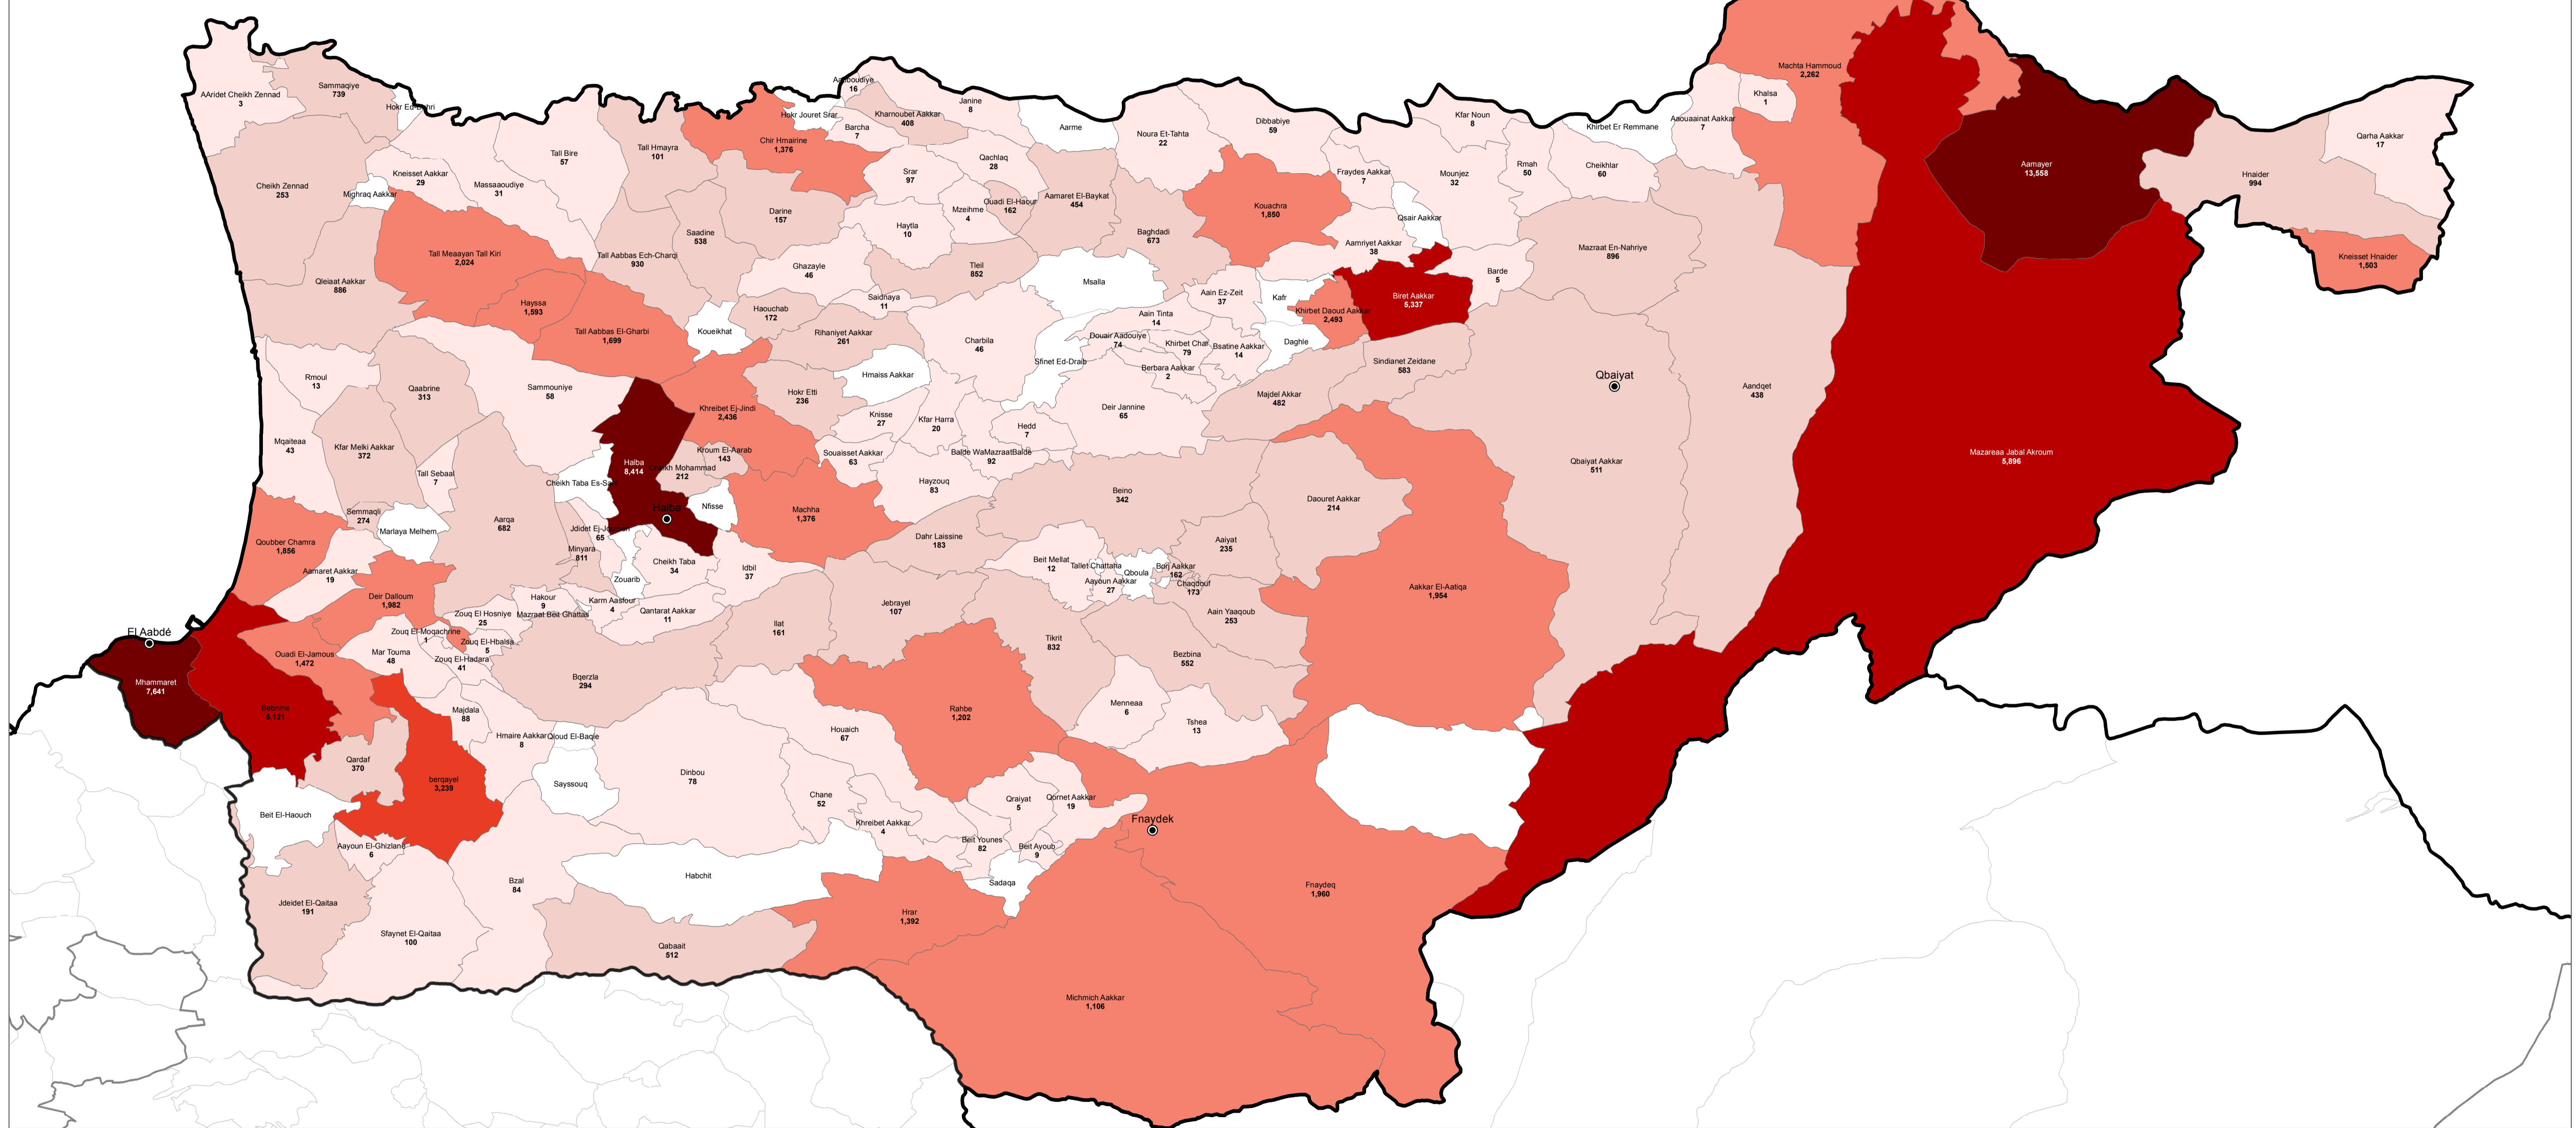 AAridet Cheikh Zennad
3
Sammaqiye
739
Machta Hammoud
2,262
Khalsa
1
16
Janine
8
Kharnoubet Aakkar
408
Hokr Jouret Srar
Barcha
7
Aarme
Dibbabiye
59
Kfar Noun
8
Khirbet Er Remmane
Aaouaainat Aakkar
7
Qarha Aakkar
17
Noura Et-Tahta
22
Chir Hmairine
1,376
Tall Hmayra
101
Tall Bire
57
Qachlaq
28
Cheikhlar
60
Rmah
50
Aamayer
13,558
Hnaider
994
Srar
97
Fraydes Aakkar
7
Mounjez
32
Kneisset Aakkar
29
Massaaoudiye
31
Cheikh Zennad
253
Mighraq Aakkar
Aamaret El-Baykat
454
Ouadi El-Haour
162
Mzeihme
4
Kouachra
1,850
Qsair Aakkar
Darine
157
Haytla
10
Saadine
538
Baghdadi
673
Aamriyet Aakkar
38
Mazraat En-Nahriye
896
Tall Meaayan Tall Kiri
2,024
Tall Aabbas Ech-Charqi
930
Ghazayle
46
Tleil
852
Kneisset Hnaider
1,503
Barde
5
Msalla
Qleiaat Aakkar
886
Aain Ez-Zeit
37
Kafr
Biret Aakkar
5,337
Saidnaya
11
Hayssa
1,593
Haouchab
172
Khirbet Daoud Aakkar
2,493
Aain Tinta
14
Tall Aabbas El-Gharbi
1,699
Koueikhat
Rihaniyet Aakkar
261
Charbila
46
Douair Aadouiye
74
Khirbet Char
79
Bsatine Aakkar
14
Daghle
Sfinet Ed-Draib
Berbara Aakkar
2
Sindianet Zeidane
583
Qbaiyat
Rmoul
13
Hmaiss Aakkar
Qaabrine
313
Sammouniye
58
Hokr Etti
236
Majdel Akkar
482
Aandqet
438
Khreibet Ej-Jindi
2,436
Deir Jannine
65
Knisse
27
Kfar Harra
20
Hedd
7
Mqaiteaa
43
Kfar Melki Aakkar
372
Kroum El-Aarab
143
Souaisset Aakkar
63
Balde WaMazraatBalde
92
Mazareaa Jabal Akroum
5,896
Halba
8,414
Cheikh Mohammad
212
Qbaiyat Aakkar
511
Tall Sebaal
7
Hayzouq
83
Beino
342
Daouret Aakkar
214
Nfisse
Halba
Machha
1,376
Semmaqli
274
Aarqa
682
Marlaya Melhem
65
Dahr Laissine
183
Aaiyat
235
Qoubber Chamra
1,856
Minyara
811
Cheikh Taba
34
Idbil
37
Beit Mellat
12
Tallet Chattaha
Qboula
Borj Aakkar
162
Chaqdouf
173
Aamaret Aakkar
19
Zouarib
Aayoun Aakkar
27
Aakkar El-Aatiqa
1,954
Deir Dalloum
1,982
Hakour
9
Karm Aasfour
4
Qantarat Aakkar
11
Jebrayel
107
Zouq El Hosniye
25
Mazraat Beit Ghattas
Aain Yaaqoub
253
Ilat
161
El Aabdé
Zouq El-Moqachrine
1
Zouq El-Hbalsa
5
Tikrit
832
Ouadi El-Jamous
1,472
Mar Touma
48
Zouq El-Hadara
41
Bezbina
552
Bqerzla
294
Mhammaret
7,641
Menneaa
6
Bebnine
5,121
Majdala
88
Rahbe
1,202
Tshea
13
Houaich
67
Hmaire Aakkar
8
Qloud El-Baqie
Qardaf
370
Dinbou
78
berqayel
3,239
Sayssouq
Chane
52
Qraiyat
5
Qornet Aakkar
19
Beit El-Haouch
Khreibet Aakkar
4
Fnaydek
Beit Younes
82
Beit Ayoub
9
Aayoun El-Ghizlane
6
Habchit
Sadaqa
Bzal
84
Fnaydeq
1,960
Jdeidet El-Qaitaa
191
Hrar
1,392
Sfaynet El-Qaitaa
100
Qabaait
512
Michmich Aakkar
1,106